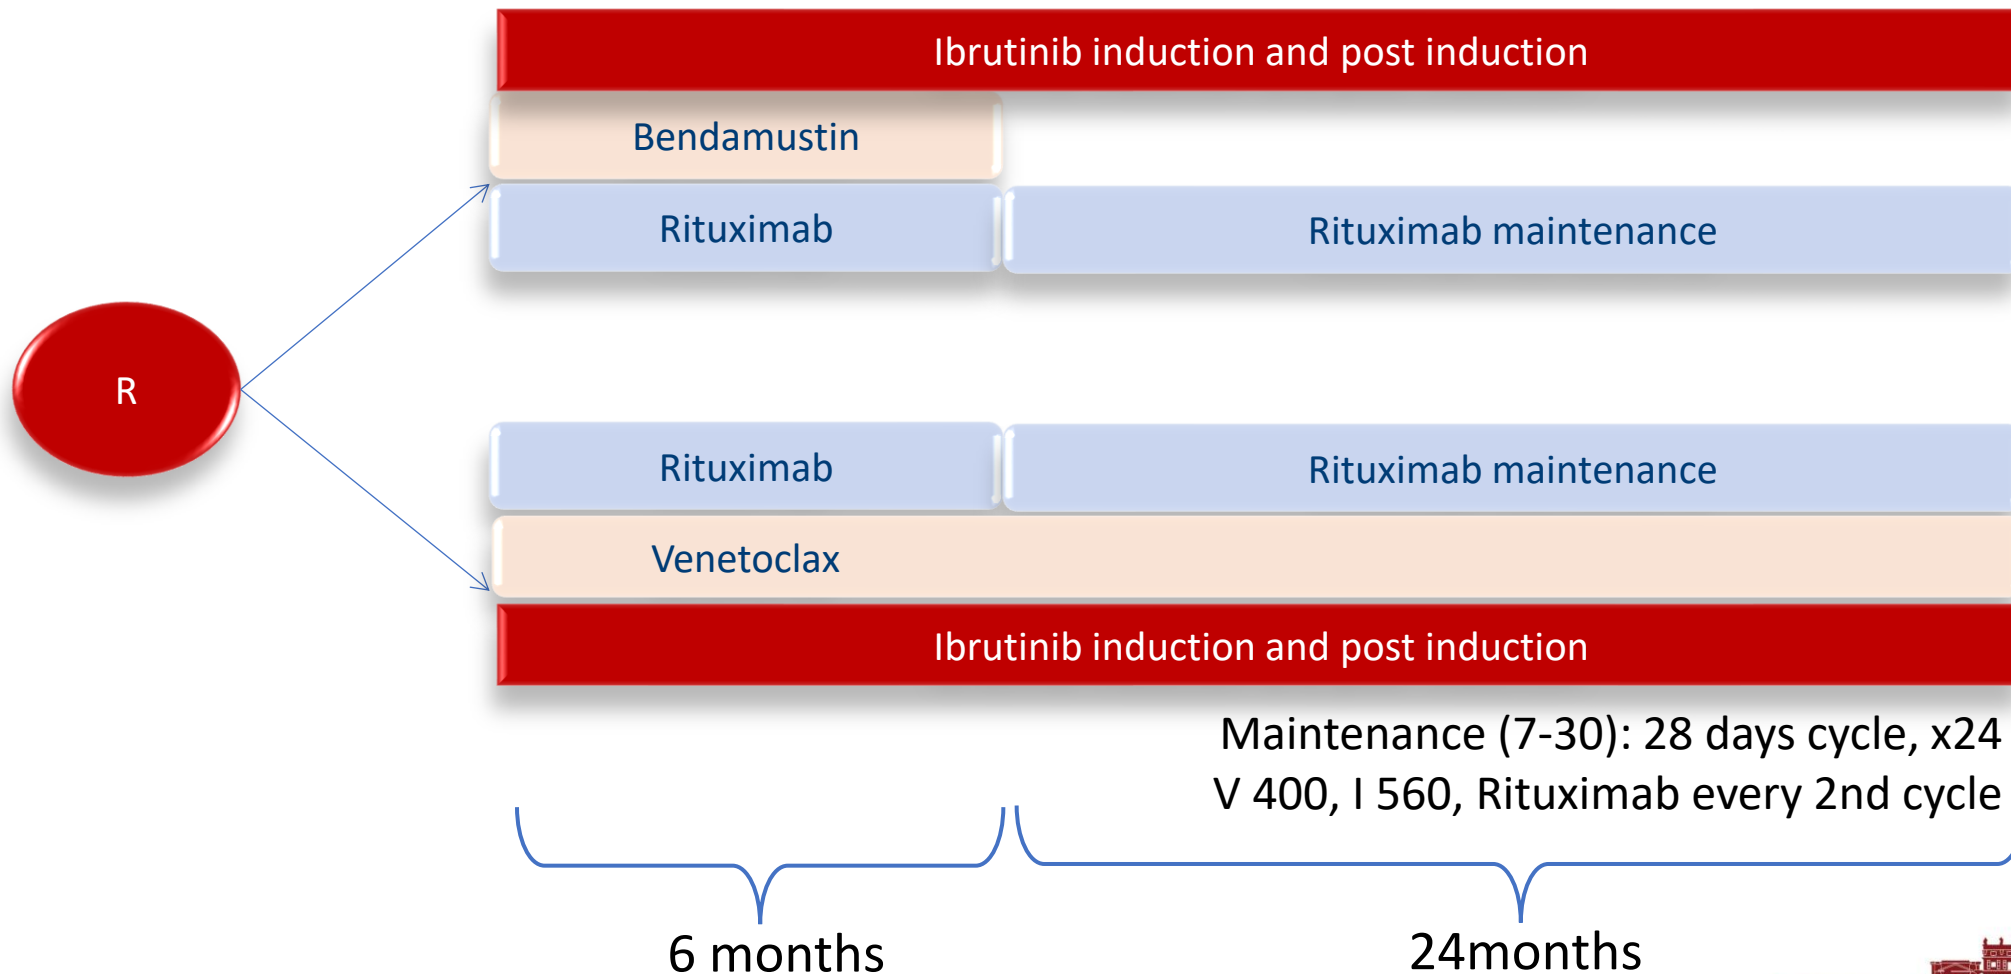 Ibrutinib induction and post induction
Bendamustin
Rituximab
Rituximab maintenance
R
Rituximab
Rituximab maintenance
Venetoclax
Ibrutinib induction and post induction
Maintenance (7-30): 28 days cycle, x24
V 400, I 560, Rituximab every 2nd cycle
6 months
24months